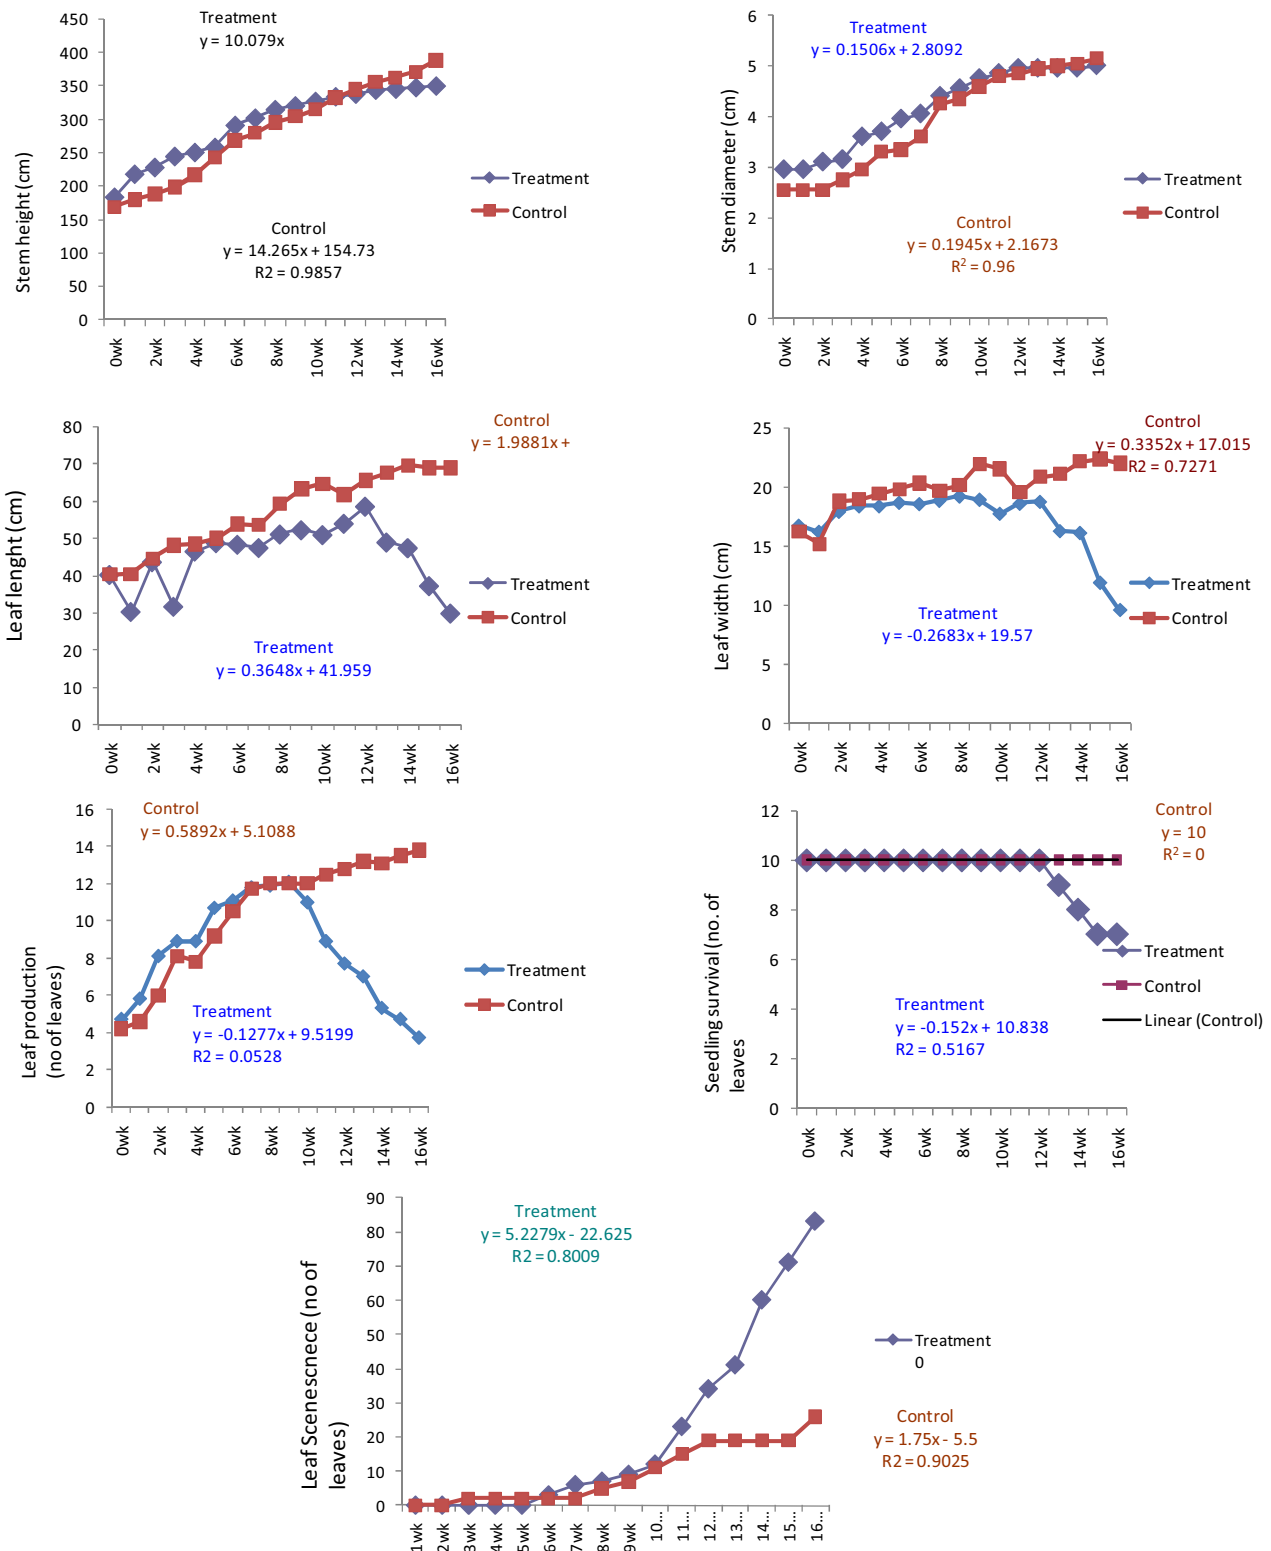 Treatment
y = 10.079x
450
400
350
300
250
200
150
100
50
0
Stem height (cm)
Control
y = 14.265x + 154.73
R2 = 0.9857
Treatment
Control
0wk
2wk
4wk
6wk
8wk
10wk
12wk
14wk
16wk
Treatment
y = 0.1506x + 2.8092
6
5
4
3
2
1
0
Stem diameter (cm)
Control
y = 0.1945x + 2.1673
R² = 0.96
Treatment
Control
0wk
2wk
4wk
6wk
8wk
10wk
12wk
14wk
16wk
Control
y = 1.9881x +
80
70
60
50
40
30
20
10
0
Leaf lenght (cm)
Treatment
y = 0.3648x + 41.959
Treatment
Control
0wk
2wk
4wk
6wk
8wk
10wk
12wk
14wk
16wk
Control
y = 0.3352x + 17.015
R2 = 0.7271
25
20
15
10
5
0
Leaf width (cm)
Treatment
y = -0.2683x + 19.57
Treatment
Control
0wk
2wk
4wk
6wk
8wk
10wk
12wk
14wk
16wk
Control
y = 0.5892x + 5.1088
16
14
12
10
8
6
4
2
0
Leaf production
(no of leaves)
Treatment
y = -0.1277x + 9.5199
R2 = 0.0528
Treatment
Control
0wk
2wk
4wk
6wk
8wk
10wk
12wk
14wk
16wk
Control
y = 10
R² = 0
12
10
8
6
4
2
0
Seedling survival (no. of
leaves
Treantment
y = -0.152x + 10.838
R2 = 0.5167
Treatment
Control
Linear (Control)
0wk
2wk
4wk
6wk
8wk
10wk
12wk
14wk
16wk
Treatment
y = 5.2279x - 22.625
R2 = 0.8009
90
80
70
60
50
40
30
20
10
0
Leaf Scenescnece (no of
leaves)
Treatment
0
Control
y = 1.75x - 5.5
R2 = 0.9025
1wk
2wk
3wk
4wk
5wk
6wk
7wk
8wk
9wk
10...
11...
12...
13...
14...
15...
16...